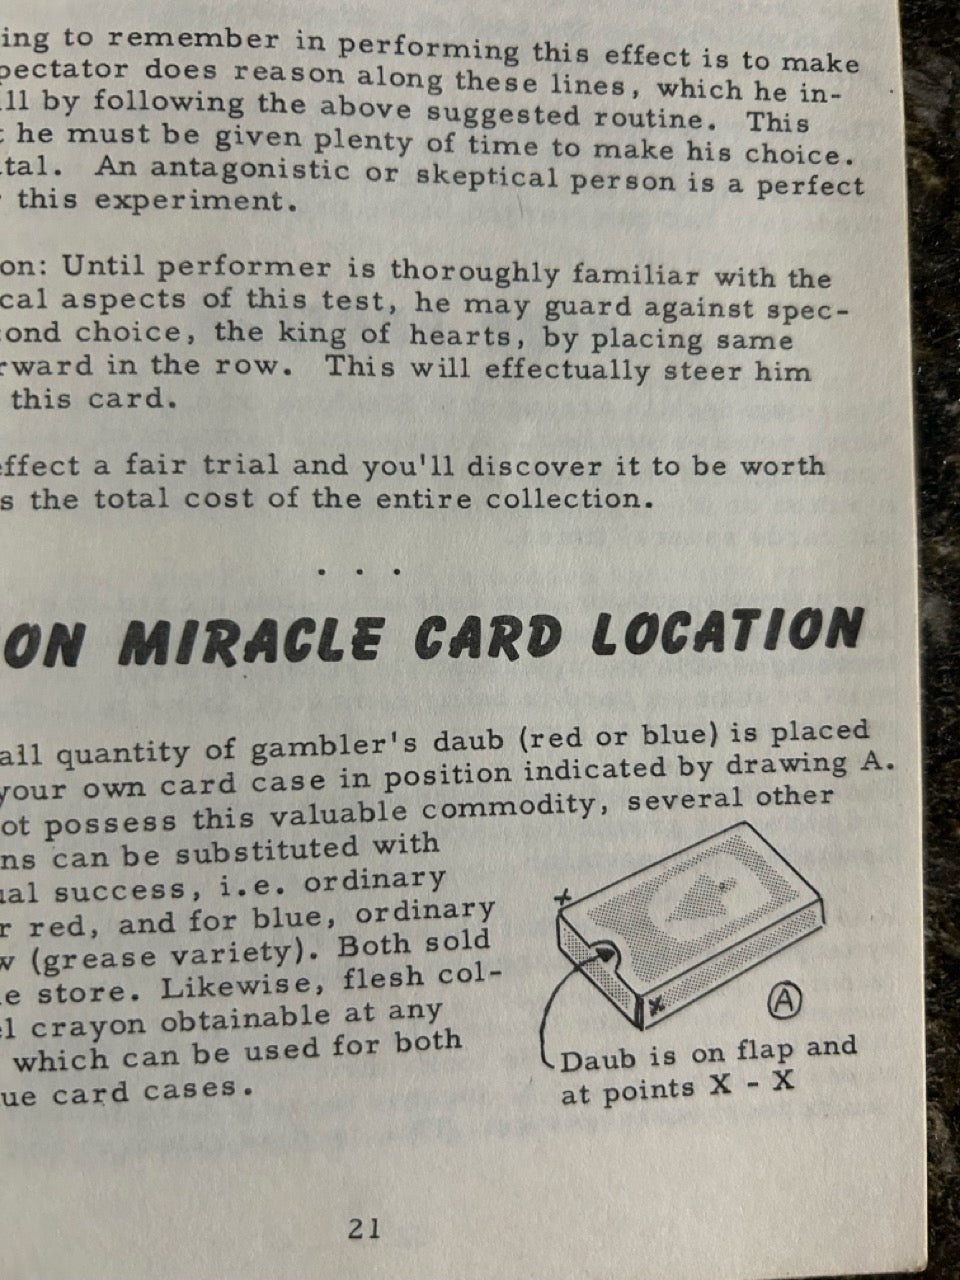 ing to remember in performing this effect is to make
pectator does reason along these lines, which he in-
ill by following the above suggested routine. This
t he must be given plenty of time to make his choice.
tal. An antagonistic or skeptical person is a perfect
this experiment.
on: Until performer is thoroughly familiar with the
cal aspects of this test, he may guard against spec-
ond choice, the king of hearts, by placing same
rward in the row. This will effectually steer him
this card.
effect a fair trial and you'll discover it to be worth
s the total cost of the entire collection.
. . .
ON MIRACLE CARD LOCATION
all quantity of gambler's daub (red or blue) is placed
your own card case in position indicated by drawing A.
ot possess this valuable commodity, several other
ns can be substituted with
ual success, i.e. ordinary
r red, and for blue, ordinary
w (grease variety). Both sold
e store. Likewise, flesh col-
el crayon obtainable at any
which can be used for both
ue card cases.
x
x
A
Daub is on flap and
at points X - X
21